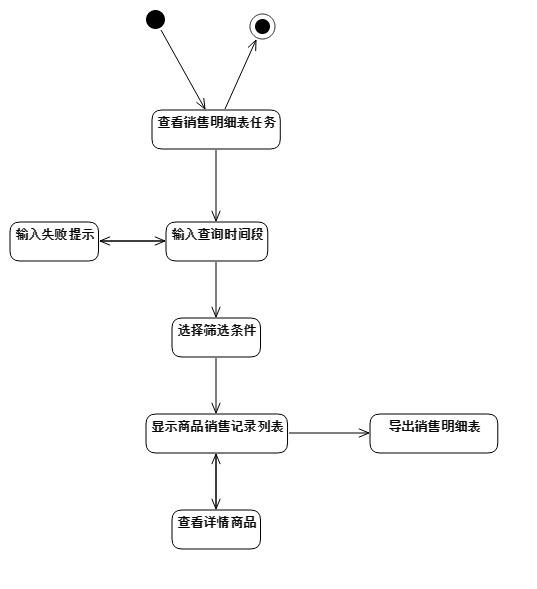 查看销售明细表任务
输入失败提示
输入查询时间段
选择筛选条件
显示商品销售记录列表
导出销售明细表
查看详情商品